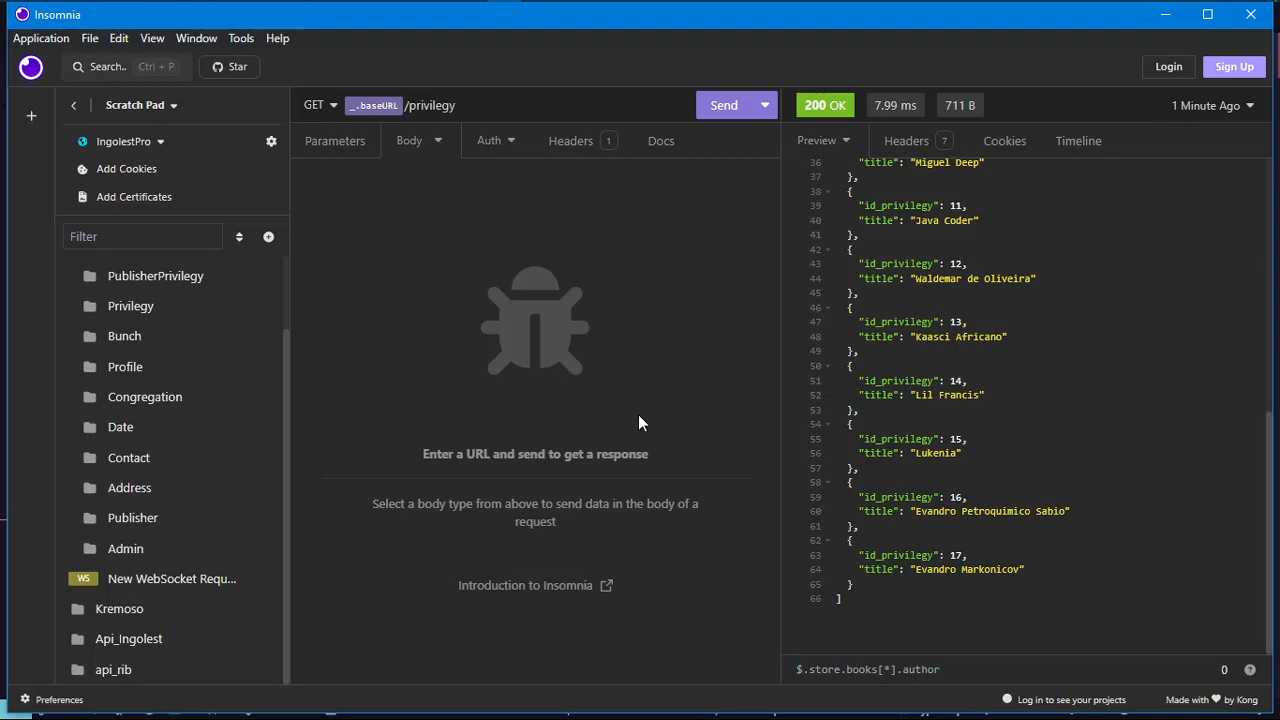 Insomnia
Application File Edit View Window Tools Help
Search.. Ctrl + P Star Login Sign Up
Scratch Pad
IngolestPro
Add Cookies
Add Certificates
Filter
PublisherPrivilegy
Privilegy
Bunch
Profile
Congregation
Date
Contact
Address
Publisher
Admin
WS New WebSocket Requ...
Kremoso
Api_Ingolest
api_rib
Preferences
GET _.baseURL /privilegy Send
Parameters Body Auth Headers 1 Docs
Enter a URL and send to get a response
Select a body type from above to send data in the body of a
request
Introduction to Insomnia
200 OK 7.99 ms 711 B 1 Minute Ago
Preview Headers 7 Cookies Timeline
36 "title": "Miguel Deep"
37 },
38 {
39 "id_privilegy": 11,
40 "title": "Java Coder"
41 },
42 {
43 "id_privilegy": 12,
44 "title": "Waldemar de Oliveira"
45 },
46 {
47 "id_privilegy": 13,
48 "title": "Kaasci Africano"
49 },
50 {
51 "id_privilegy": 14,
52 "title": "Lil Francis"
53 },
54 {
55 "id_privilegy": 15,
56 "title": "Lukenia"
57 },
58 {
59 "id_privilegy": 16,
60 "title": "Evandro Petroquimico Sabio"
61 },
62 {
63 "id_privilegy": 17,
64 "title": "Evandro Markonicov"
65 }
66 ]
$.store.books[*].author 0
Log in to see your projects Made with ♥ by Kong